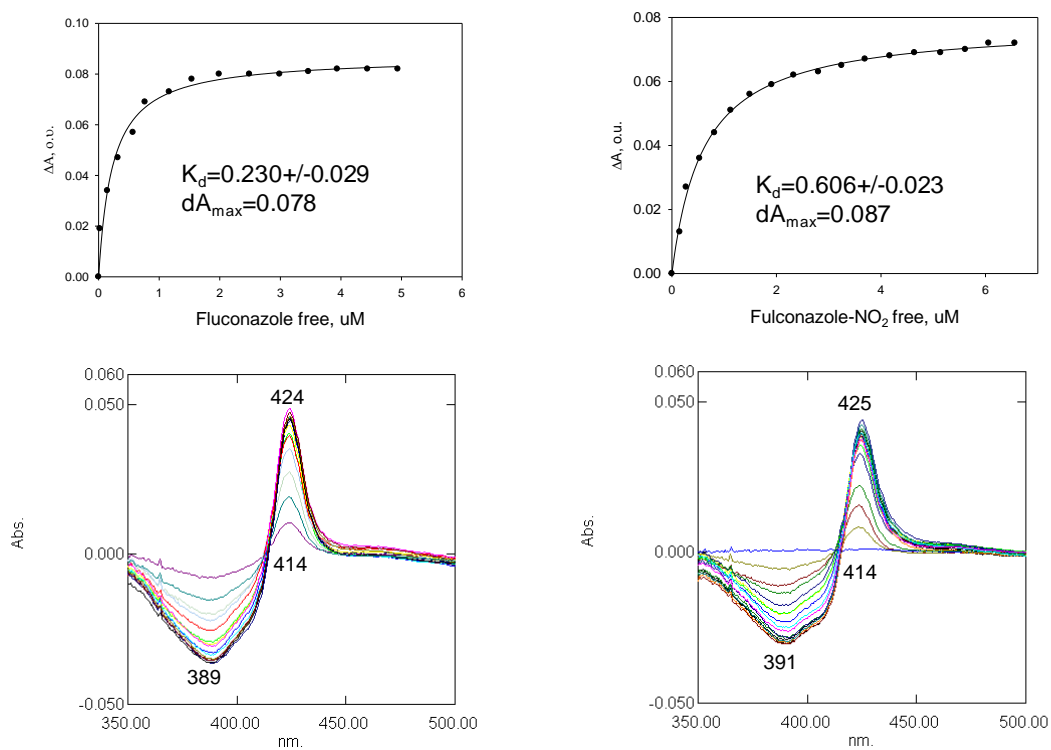 0.10
0.08
0.06
0.04
0.02
0.00
ΔA, o.υ.
K_d=0.230+/-0.029
dA_max=0.078
0 1 2 3 4 5 6
Fluconazole free, uM
0.08
0.06
0.04
0.02
0.00
ΔA, o.u.
K_d=0.606+/-0.023
dA_max=0.087
0 2 4 6
Fulconazole-NO₂ free, uM
0.060
0.050
0.000
-0.050
Abs.
424
414
389
350.00 400.00 450.00 500.00
nm.
0.060
0.050
0.000
-0.050
Abs.
425
414
391
350.00 400.00 450.00 500.00
nm.